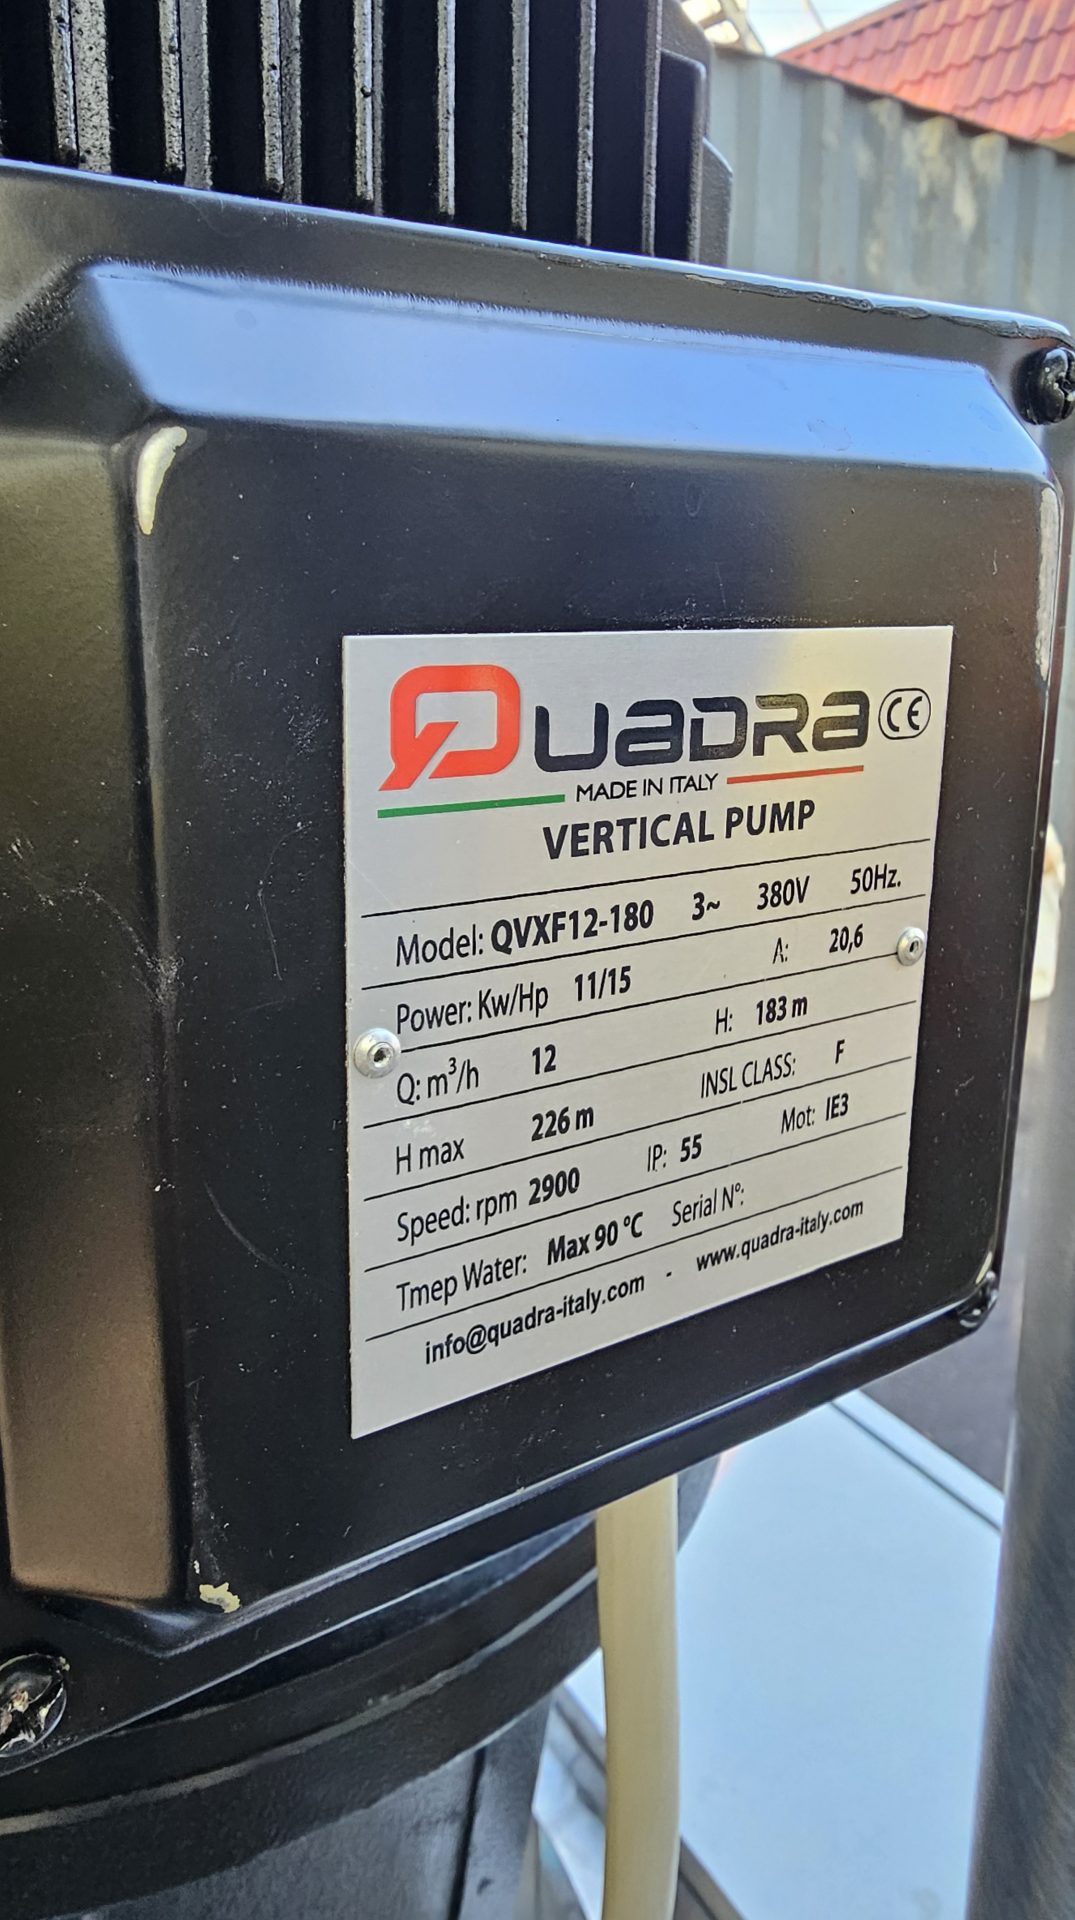 QUADRA CE
MADE IN ITALY
VERTICAL PUMP
Model: QVXF12-180 3~ 380V 50Hz.
Power: Kw/Hp 11/15 A: 20,6
Q: m³/h 12 H: 183 m
H max 226 m INSL CLASS: F
Speed: rpm 2900 IP: 55 Mot: IE3
Tmep Water: Max 90 °C Serial N°:
info@quadra-italy.com - www.quadra-italy.com